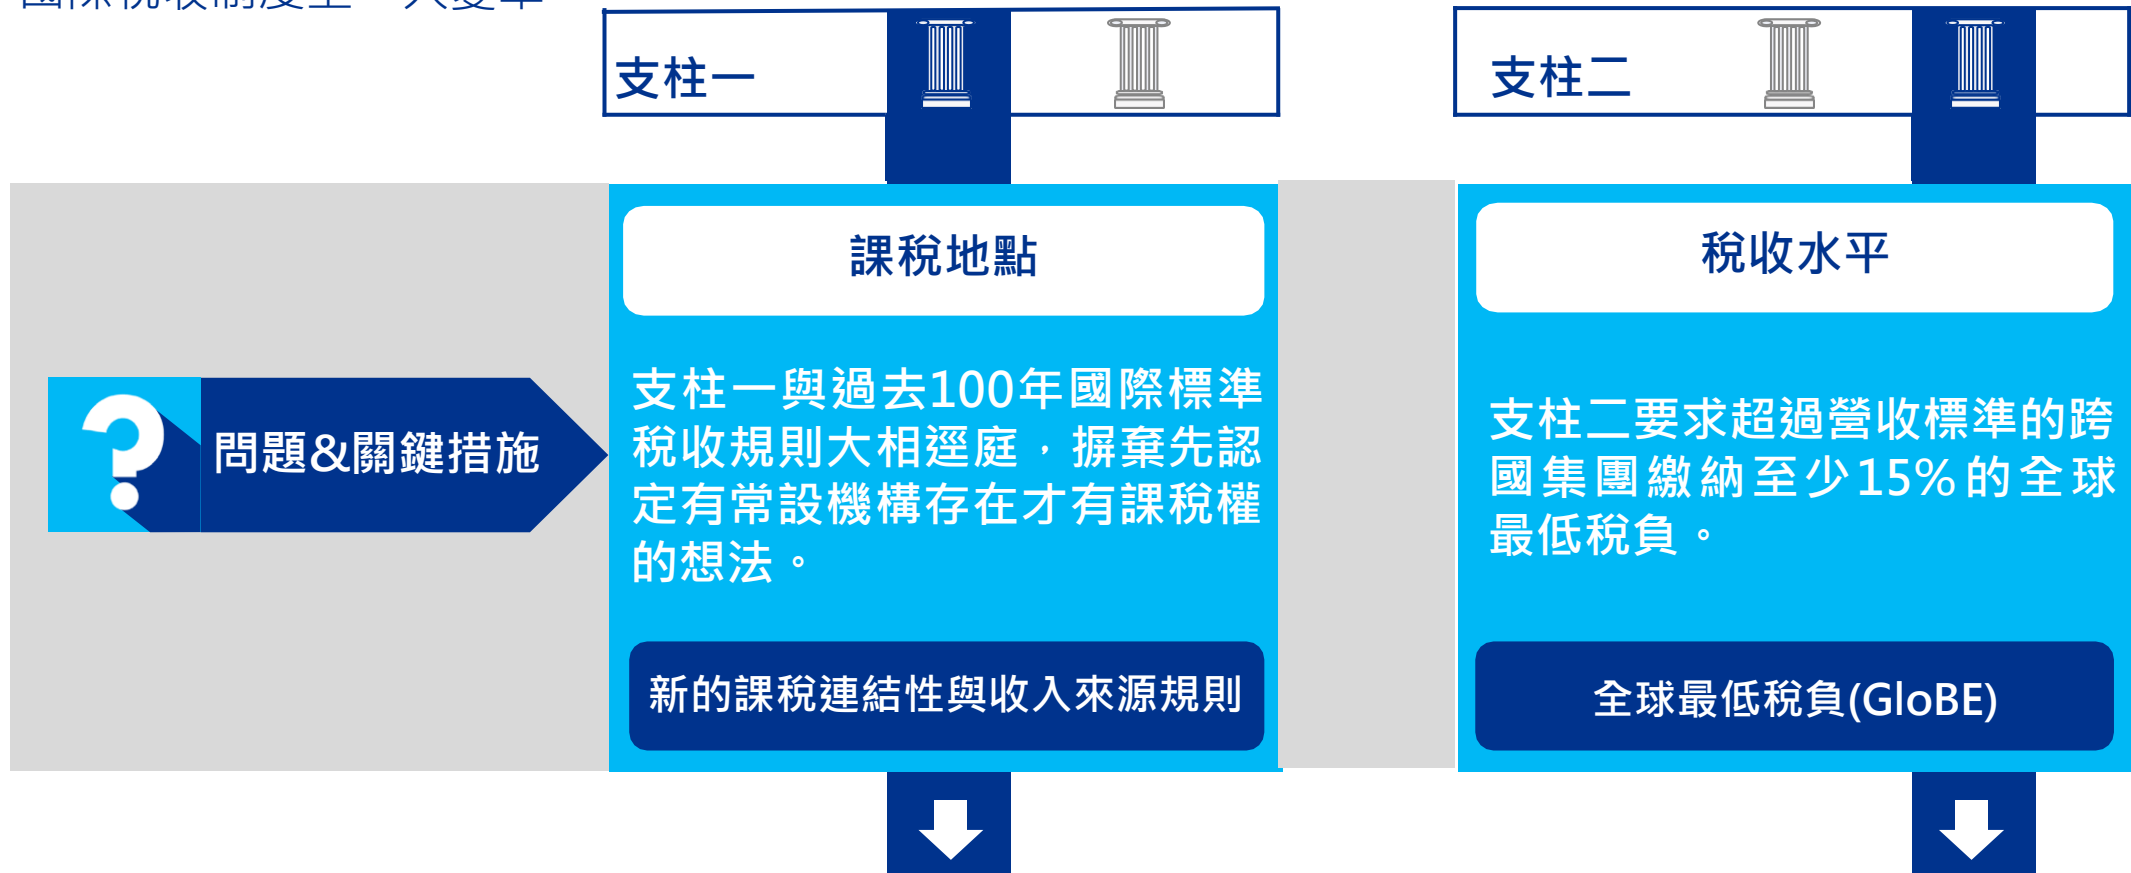 支柱一
支柱二
課稅地點
稅收水平
問題&關鍵措施
支柱一與過去100年國際標準
稅收規則大相逕庭，摒棄先認
定有常設機構存在才有課稅權
的想法。
支柱二要求超過營收標準的跨
國集團繳納至少15%的全球
最低稅負。
新的課稅連結性與收入來源規則
全球最低稅負(GloBE)